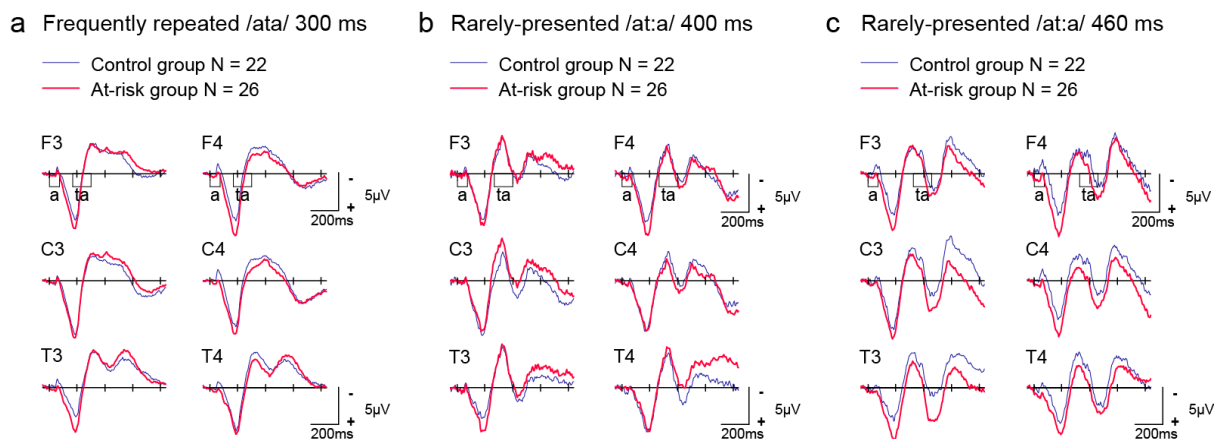 a Frequently repeated /ata/ 300 ms
Control group N = 22
At-risk group N = 26
F3 F4
a ta a ta
- 5µV +
200ms
C3 C4
T3 T4
- 5µV +
200ms
b Rarely-presented /at:a/ 400 ms
Control group N = 22
At-risk group N = 26
F3 F4
a ta a ta
- 5µV +
200ms
C3 C4
T3 T4
- 5µV +
200ms
c Rarely-presented /at:a/ 460 ms
Control group N = 22
At-risk group N = 26
F3 F4
a ta a ta
- 5µV +
200ms
C3 C4
T3 T4
- 5µV +
200ms